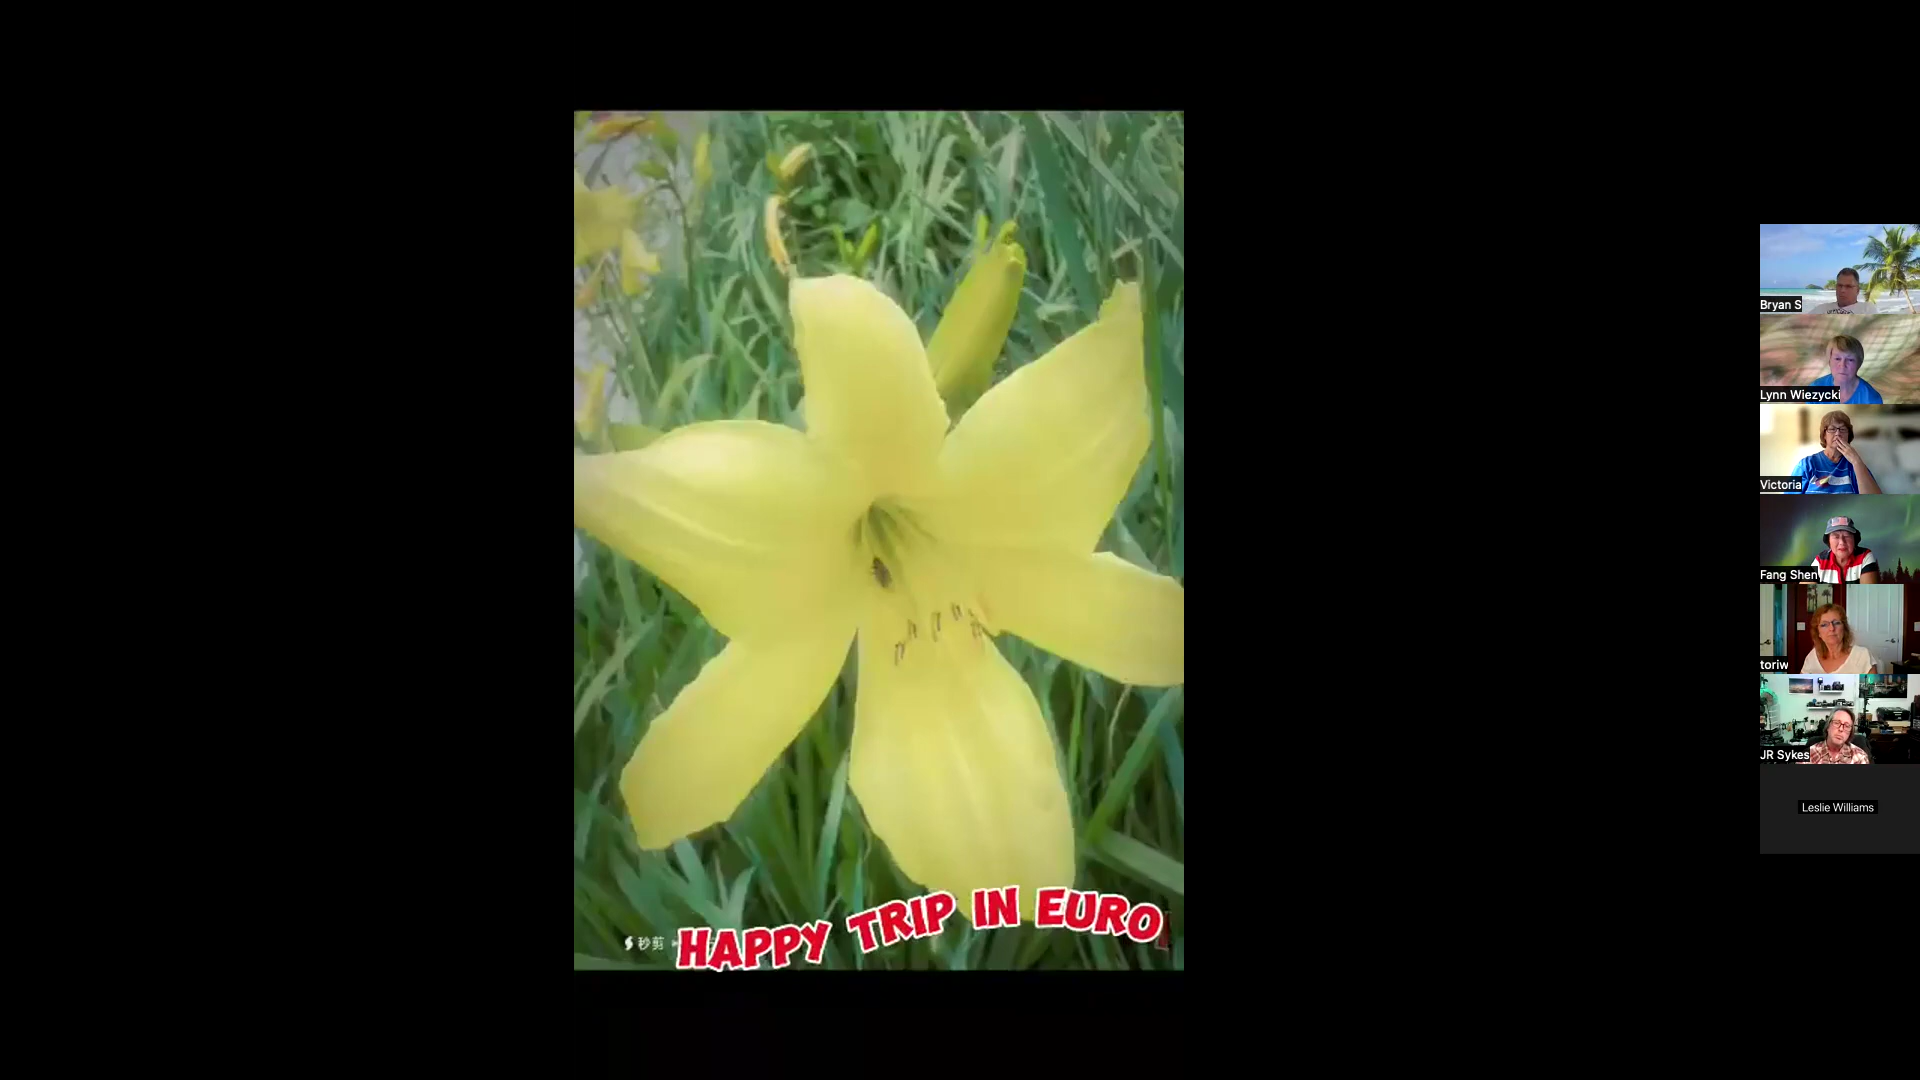 秒剪
HAPPY TRIP IN EURO
Bryan S
Lynn Wiezycki
Victoria
Fang Shen
toriw
JR Sykes
Leslie Williams